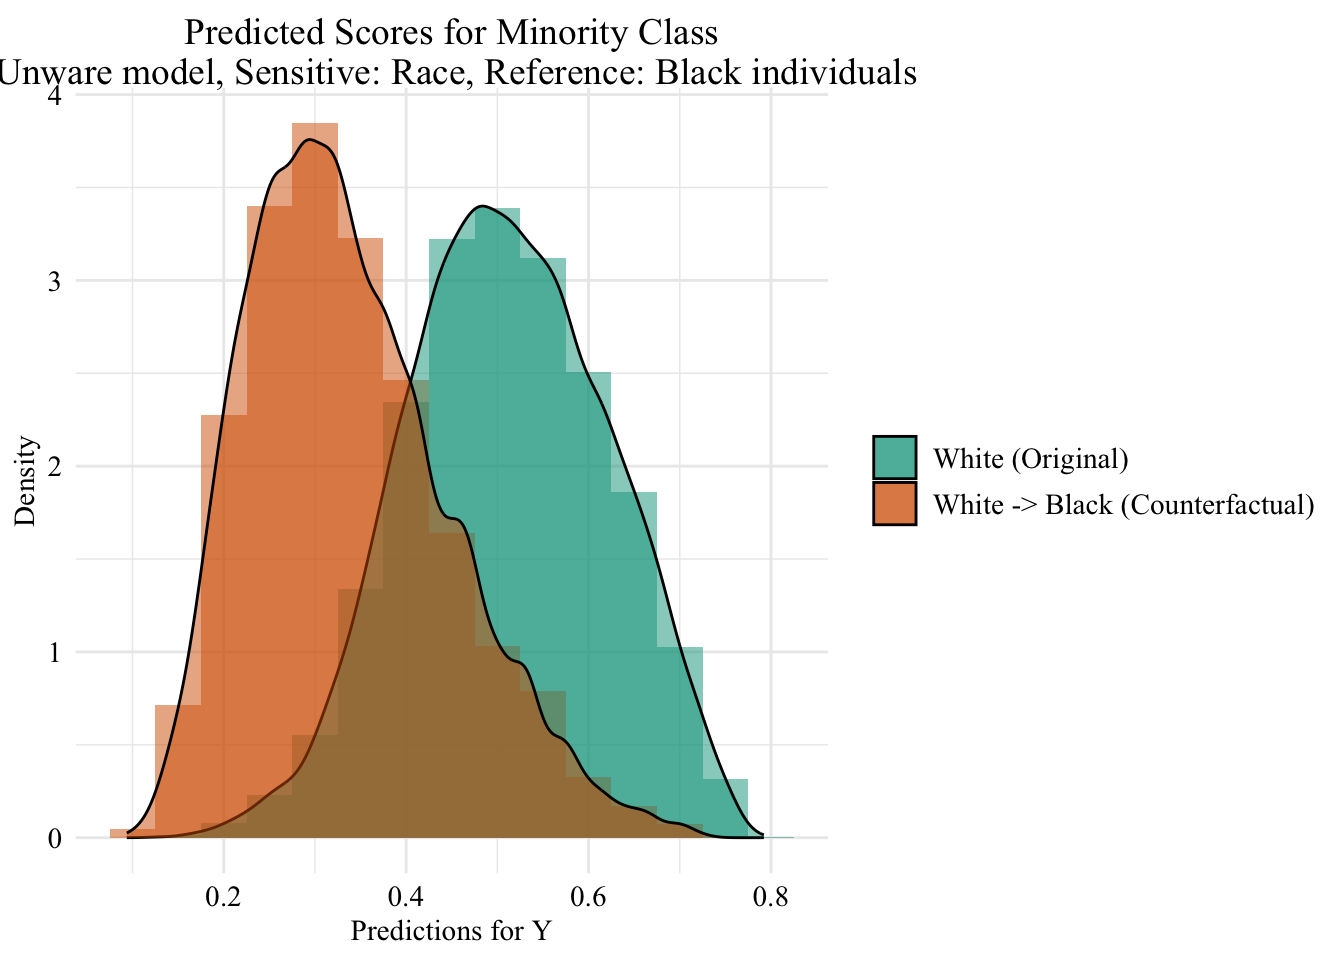 Predicted Scores for Minority Class
Unware model, Sensitive: Race, Reference: Black individuals
4
3
2
1
0
Density
0.2 0.4 0.6 0.8
Predictions for Y
White (Original)
White -> Black (Counterfactual)